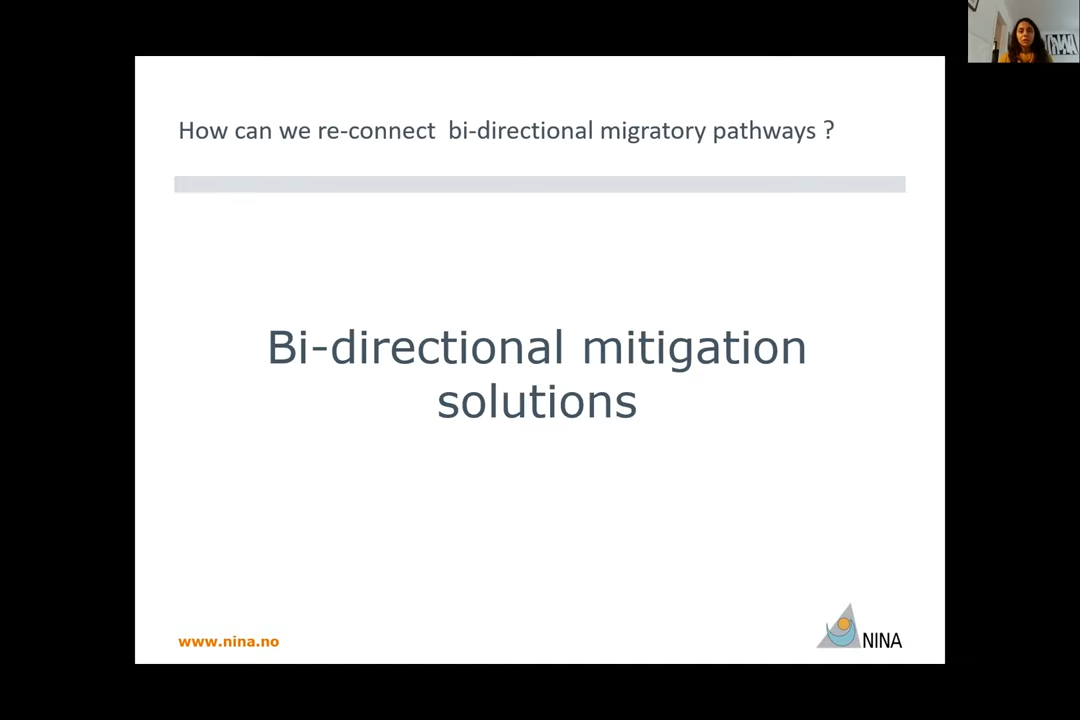 How can we re-connect  bi-directional migratory pathways ?
Bi-directional mitigation
solutions
www.nina.no
NINA